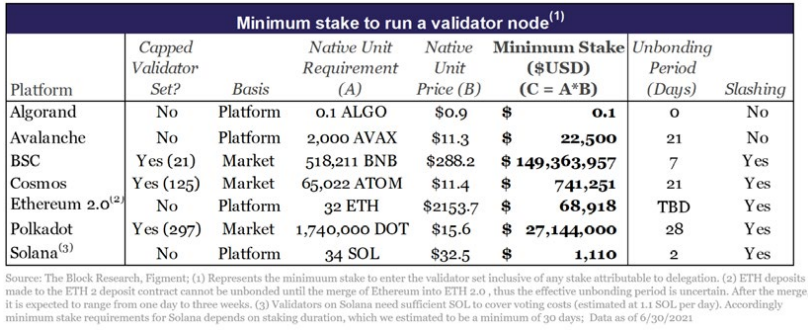 Minimum stake to run a validator node(1)
Capped Native Unit Native Minimum Stake Unbonding
Validator Requirement Unit ($USD) Period
Platform Set? Basis (A) Price (B) (C = A*B) (Days) Slashing
Algorand No Platform 0.1 ALGO $0.9 $ 0.1 0 No
Avalanche No Platform 2,000 AVAX $11.3 $ 22,500 21 No
BSC Yes (21) Market 518,211 BNB $288.2 $ 149,363,957 7 Yes
Cosmos Yes (125) Market 65,022 ATOM $11.4 $ 741,251 21 Yes
Ethereum 2.0(2) No Platform 32 ETH $2153.7 $ 68,918 TBD Yes
Polkadot Yes (297) Market 1,740,000 DOT $15.6 $ 27,144,000 28 Yes
Solana(3) No Platform 34 SOL $32.5 $ 1,110 2 Yes
Source: The Block Research, Figment; (1) Represents the minimuum stake to enter the validator set inclusive of any stake attributable to delegation. (2) ETH deposits
made to the ETH 2 deposit contract cannot be unbonded until the merge of Ethereum into ETH 2.0 , thus the effective unbonding period is uncertain. After the merge
it is expected to range from one day to three weeks. (3) Validators on Solana need sufficient SOL to cover voting costs (estimated at 1.1 SOL per day). Accordingly
minimum stake requirements for Solana depends on staking duration, which we estimated to be a minimum of 30 days; Data as of 6/30/2021